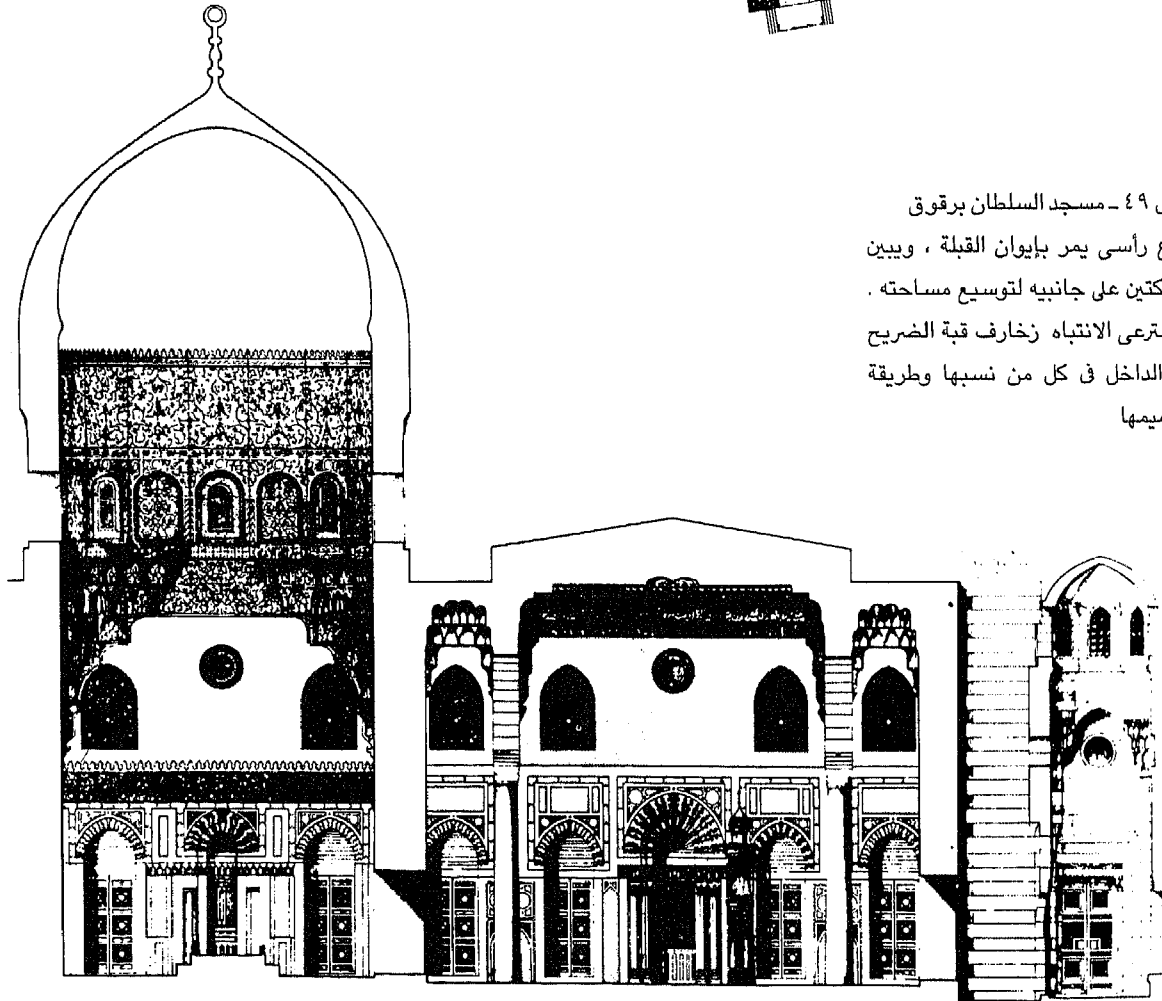 ٤٩ ـ مسجد السلطان برقوق
رأسى يمر بإيوان القبلة ، ويبين
على جانبيه لتوسيع مساحته .
الانتباه زخارف قبة الضريح
الداخل فى كل من نسبها وطريقة